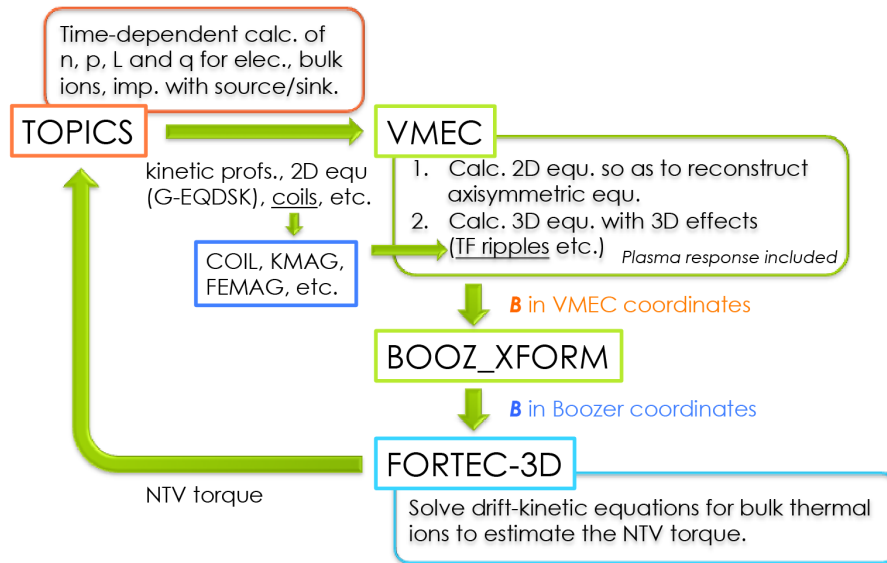 Time-dependent calc. of
n, p, L and q for elec., bulk
ions, imp. with source/sink.
TOPICS
VMEC
kinetic profs., 2D equ
(G-EQDSK), coils, etc.
1. Calc. 2D equ. so as to reconstruct
axisymmetric equ.
2. Calc. 3D equ. with 3D effects
(TF ripples etc.)
Plasma response included
COIL, KMAG,
FEMAG, etc.
B in VMEC coordinates
BOOZ_XFORM
B in Boozer coordinates
FORTEC-3D
NTV torque
Solve drift-kinetic equations for bulk thermal
ions to estimate the NTV torque.